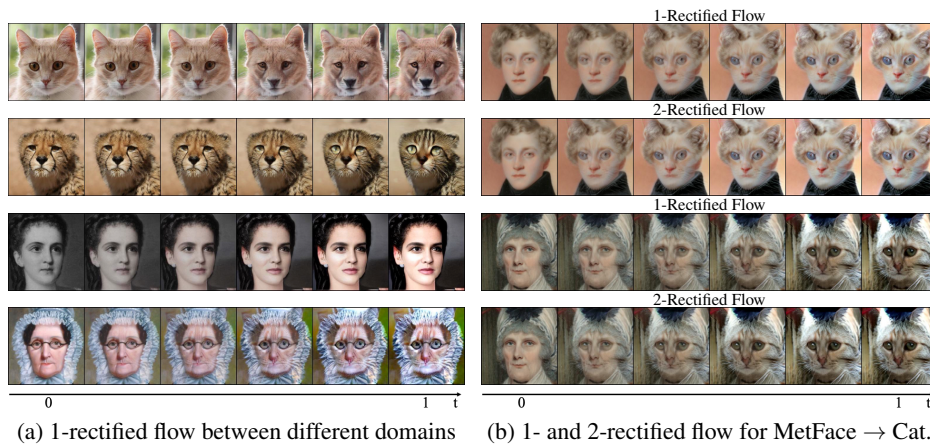 1-Rectified Flow
2-Rectified Flow
1-Rectified Flow
2-Rectified Flow
0 1 t
0 1 t
(a) 1-rectified flow between different domains
(b) 1- and 2-rectified flow for MetFace → Cat.